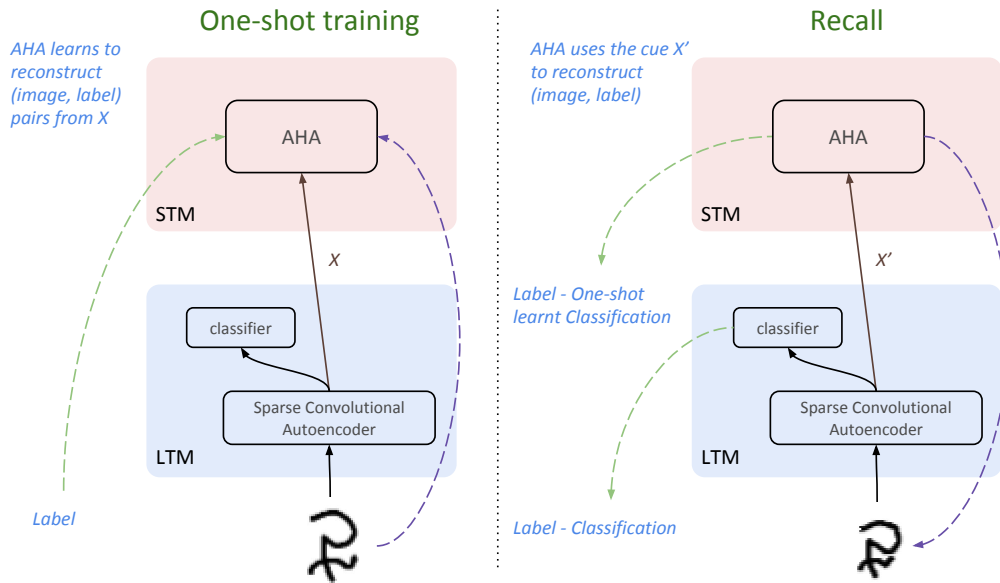 One-shot training
AHA learns to
reconstruct
(image, label)
pairs from X
AHA
STM
X
classifier
Sparse Convolutional
Autoencoder
LTM
Label
Recall
AHA uses the cue X’
to reconstruct
(image, label)
AHA
STM
X’
Label - One-shot
learnt Classification
classifier
Sparse Convolutional
Autoencoder
LTM
Label - Classification